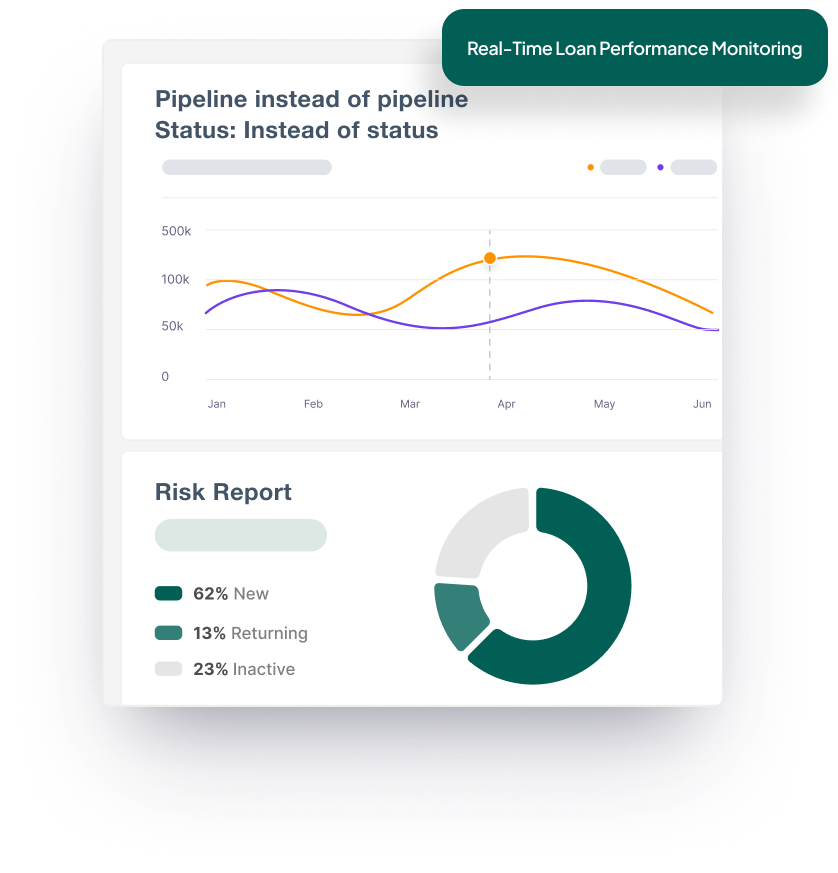 Real-Time Loan Performance Monitoring
Pipeline instead of pipeline
Status: Instead of status
500k
100k
50k
0
Jan Feb Mar Apr May Jun
Risk Report
62% New
13% Returning
23% Inactive